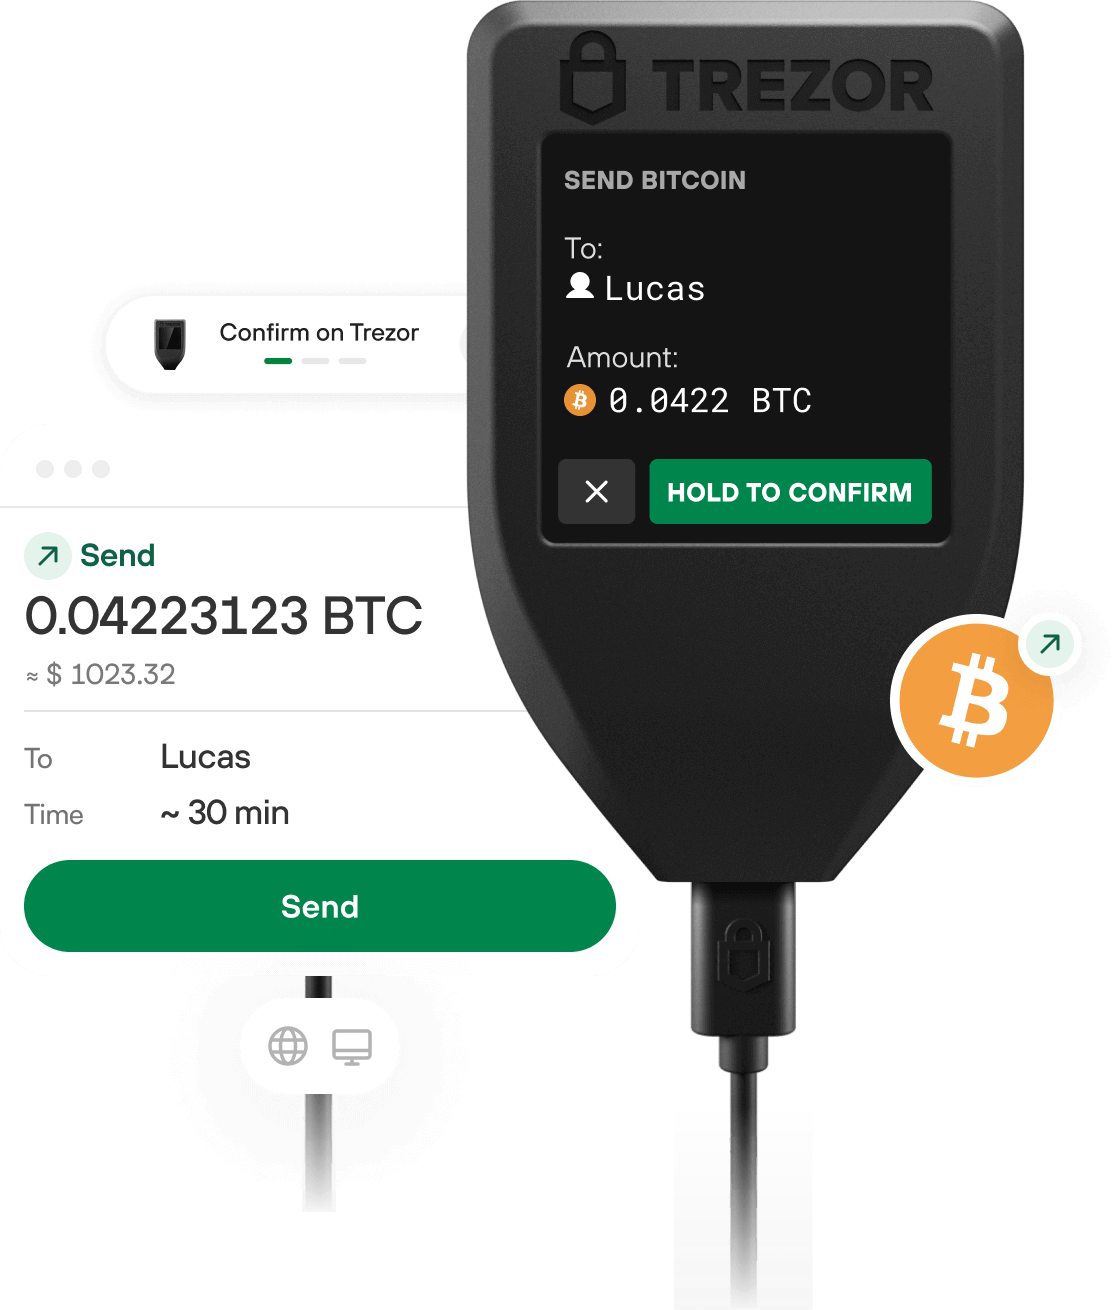 TREZOR
SEND BITCOIN
To:
Lucas
Amount:
0.0422 BTC
HOLD TO CONFIRM
Confirm on Trezor
Send
0.04223123 BTC
≈ $ 1023.32
To Lucas
Time ~ 30 min
Send